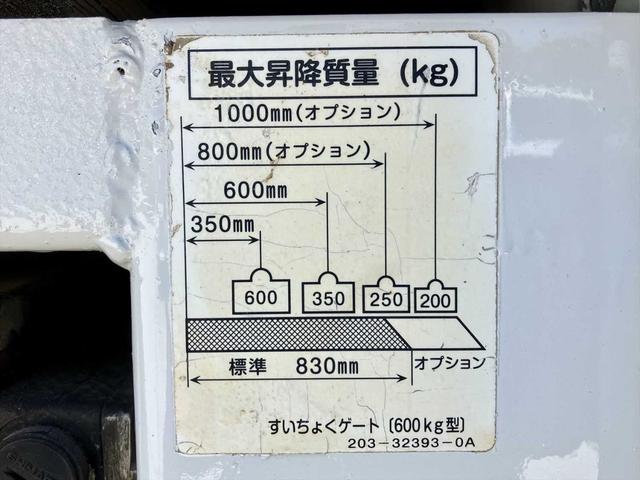 最大昇降質量 (kg)
1000mm(オプション)
800mm(オプション)
600mm
350mm
600 350 250 200
標準 830mm オプション
すいちょくゲート〔600kg型〕
203-32393-0A